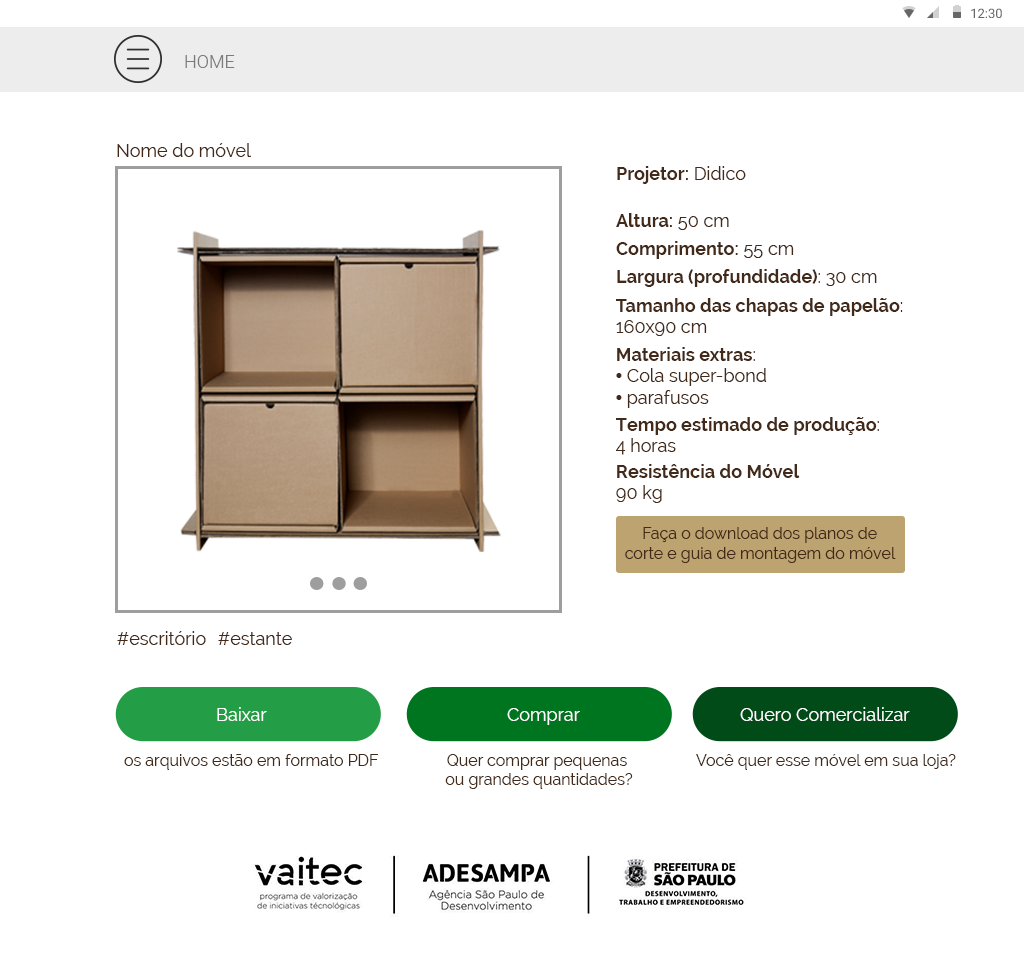 12:30
HOME
Nome do móvel
Projetor: Didico
Altura: 50 cm
Comprimento: 55 cm
Largura (profundidade): 30 cm
Tamanho das chapas de papelão:
160x90 cm
Materiais extras:
• Cola super-bond
• parafusos
Tempo estimado de produção:
4 horas
Resistência do Móvel
90 kg
Faça o download dos planos de
corte e guia de montagem do móvel
#escritório #estante
Baixar
os arquivos estão em formato PDF
Comprar
Quer comprar pequenas
ou grandes quantidades?
Quero Comercializar
Você quer esse móvel em sua loja?
vaitec
programa de valorização
de iniciativas técnológicas
ADESAMPA
Agência São Paulo de
Desenvolvimento
PREFEITURA DE
SÃO PAULO
DESENVOLVIMENTO,
TRABALHO E EMPREENDEDORISMO